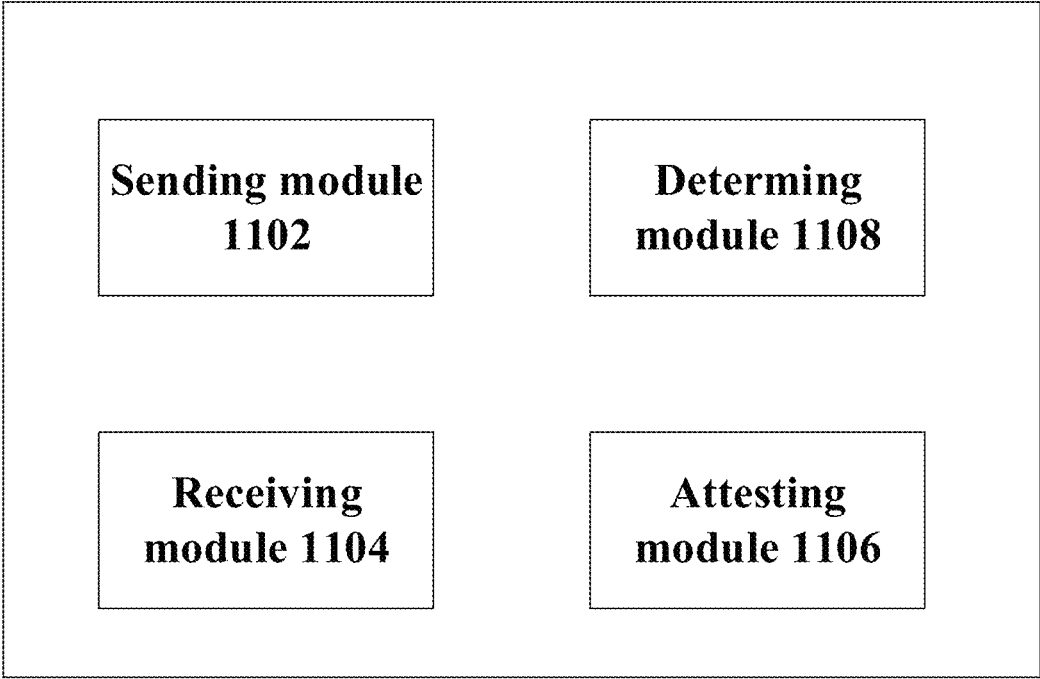 Sending module
1102
Determing
module 1108
Receiving
module 1104
Attesting
module 1106